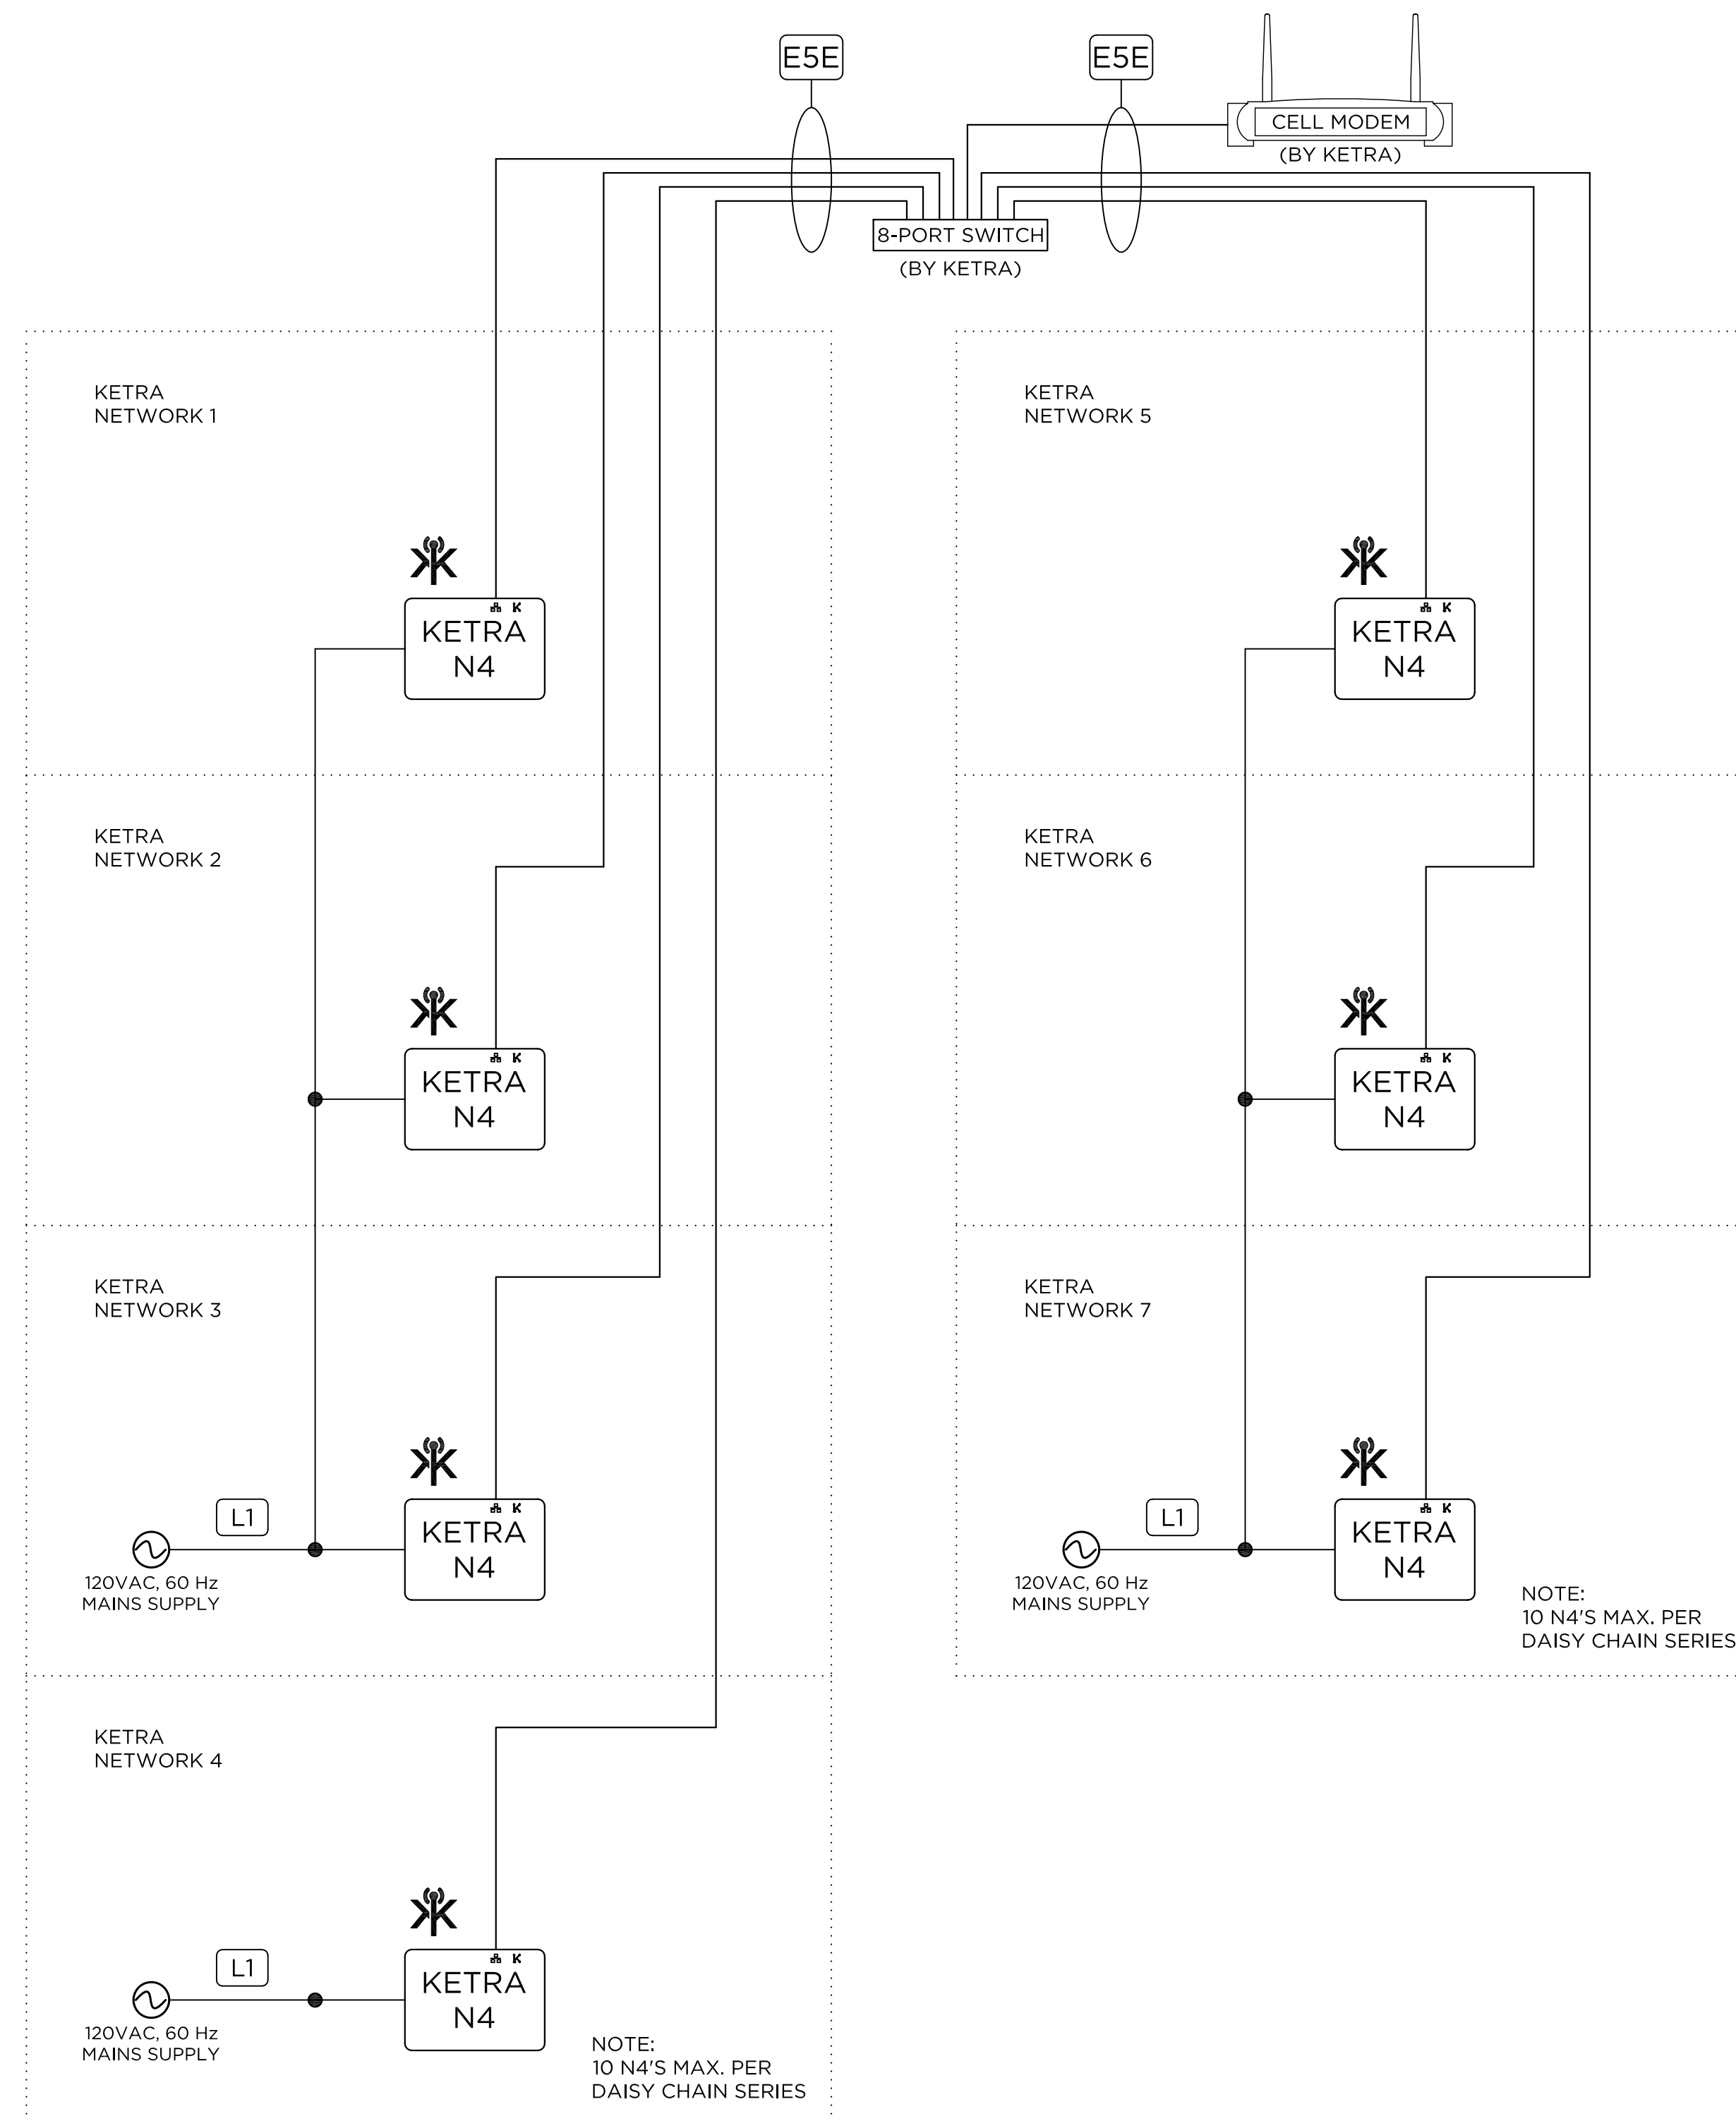 E5E
E5E
CELL MODEM
(BY KETRA)
8-PORT SWITCH
(BY KETRA)
KETRA
NETWORK 1
KETRA
N4
KETRA
NETWORK 2
KETRA
N4
KETRA
NETWORK 3
L1
120VAC, 60 Hz
MAINS SUPPLY
KETRA
N4
KETRA
NETWORK 4
L1
120VAC, 60 Hz
MAINS SUPPLY
KETRA
N4
NOTE:
10 N4'S MAX. PER
DAISY CHAIN SERIES
KETRA
NETWORK 5
KETRA
N4
KETRA
NETWORK 6
KETRA
N4
KETRA
NETWORK 7
L1
120VAC, 60 Hz
MAINS SUPPLY
KETRA
N4
NOTE:
10 N4'S MAX. PER
DAISY CHAIN SERIES